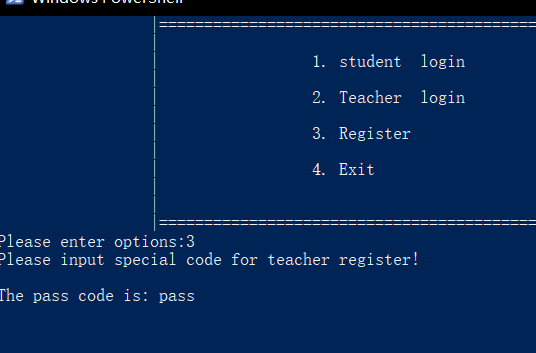 Windows PowerShell
|==========================================
1. student  login
2. Teacher  login
3. Register
4. Exit
|==========================================
Please enter options:3
Please input special code for teacher register!
The pass code is: pass